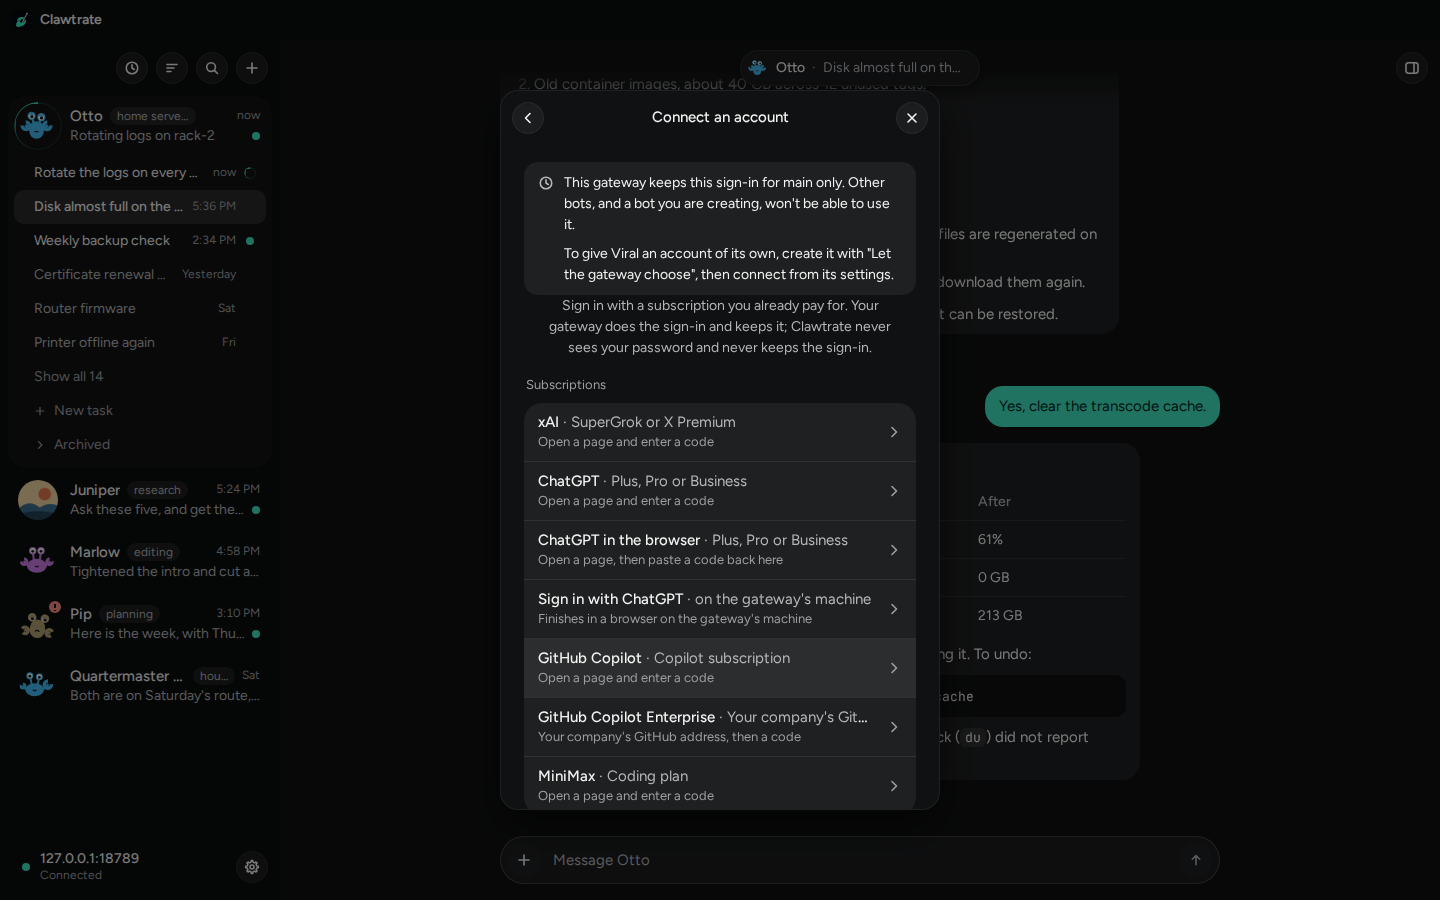 Clawtrate
Otto · Disk almost full on th...
Otto home serve... now
Rotating logs on rack-2
Rotate the logs on every ... now
Disk almost full on the ... 5:36 PM
Weekly backup check 2:34 PM
Certificate renewal ... Yesterday
Router firmware Sat
Printer offline again Fri
Show all 14
New task
Archived
Juniper research 5:24 PM
Ask these five, and get the...
Marlow editing 4:58 PM
Tightened the intro and cut a...
Pip planning 3:10 PM
Here is the week, with Thu...
Quartermaster ... hou... Sat
Both are on Saturday's route,...
127.0.0.1:18789
Connected
2. Old container images, about 40 GB across 12 unused tags.
Connect an account
This gateway keeps this sign-in for main only. Other
bots, and a bot you are creating, won't be able to use
it.
To give Viral an account of its own, create it with "Let
the gateway choose", then connect from its settings.
Sign in with a subscription you already pay for. Your
gateway does the sign-in and keeps it; Clawtrate never
sees your password and never keeps the sign-in.
Subscriptions
xAI · SuperGrok or X Premium
Open a page and enter a code
ChatGPT · Plus, Pro or Business
Open a page and enter a code
ChatGPT in the browser · Plus, Pro or Business
Open a page, then paste a code back here
Sign in with ChatGPT · on the gateway's machine
Finishes in a browser on the gateway's machine
GitHub Copilot · Copilot subscription
Open a page and enter a code
GitHub Copilot Enterprise · Your company's Git...
Your company's GitHub address, then a code
MiniMax · Coding plan
Open a page and enter a code
files are regenerated on
download them again.
t can be restored.
Yes, clear the transcode cache.
After
61%
0 GB
213 GB
ng it. To undo:
cache
ck ( du ) did not report
Message Otto